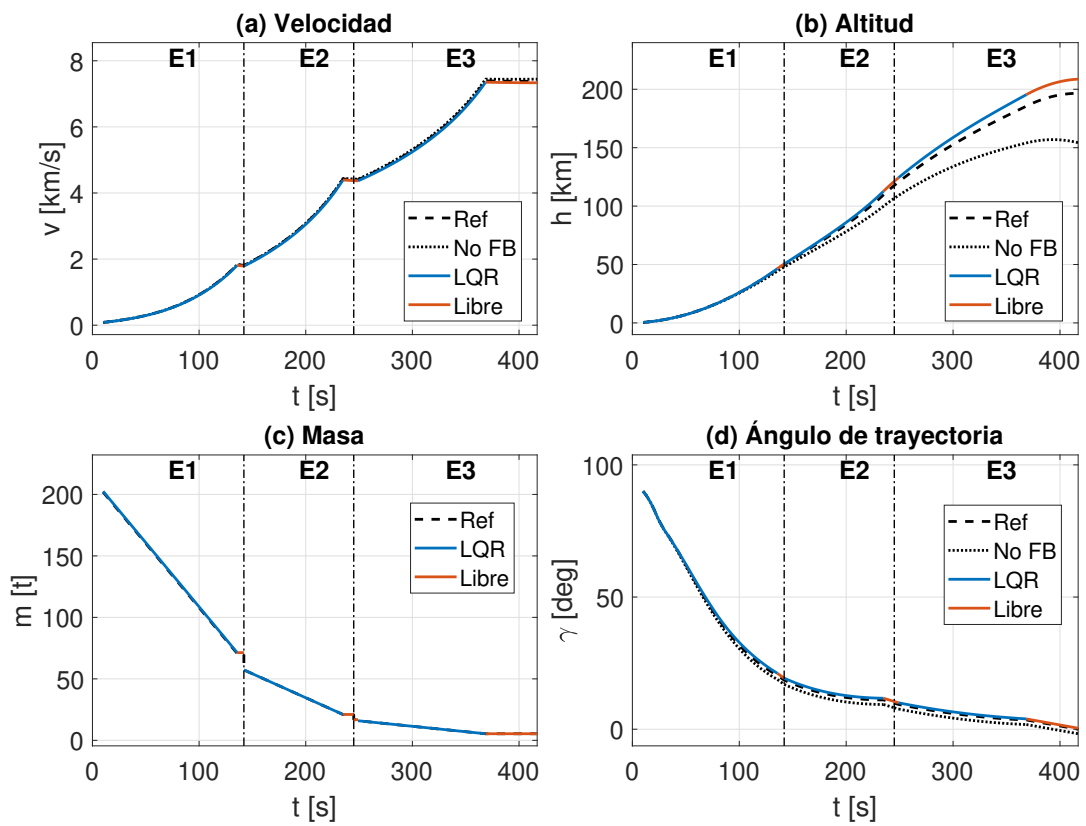 (a) Velocidad
E1 E2 E3
8
6
4
2
0
v [km/s]
Ref
No FB
LQR
Libre
0 100 200 300 400
t [s]
(b) Altitud
E1 E2 E3
200
150
100
50
0
h [km]
Ref
No FB
LQR
Libre
0 100 200 300 400
t [s]
(c) Masa
E1 E2 E3
200
150
100
50
0
m [t]
Ref
LQR
Libre
0 100 200 300 400
t [s]
(d) Ángulo de trayectoria
E1 E2 E3
100
50
0
γ [deg]
Ref
No FB
LQR
Libre
0 100 200 300 400
t [s]